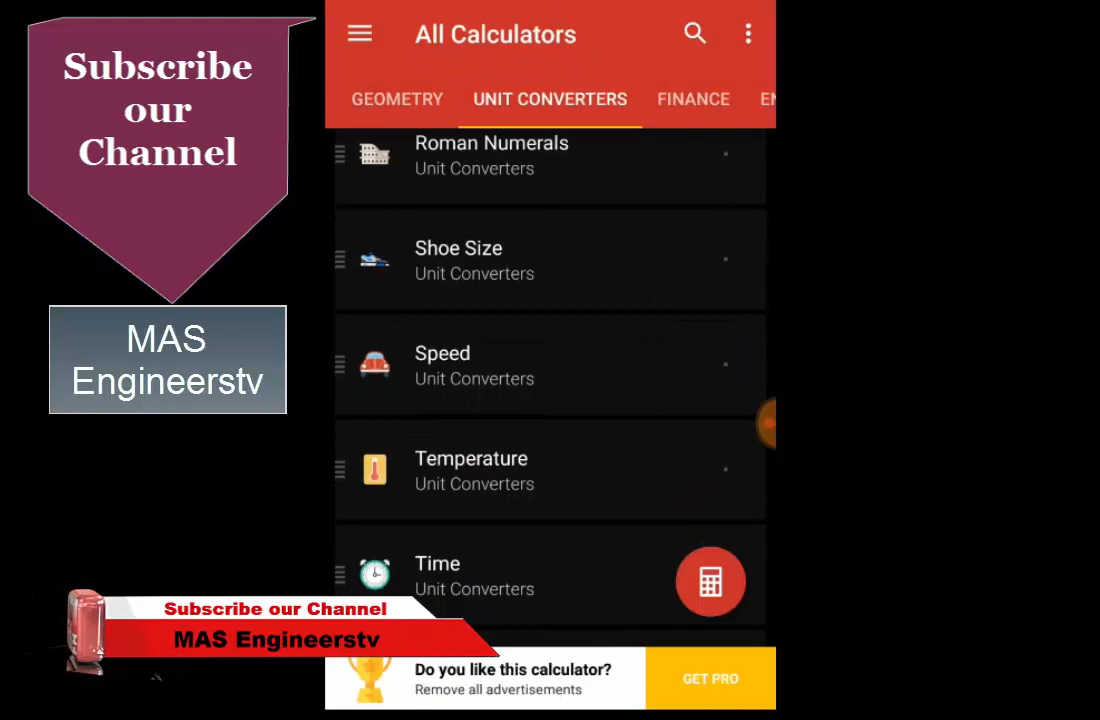 Subscribe
our
Channel
MAS
Engineerstv
All Calculators
GEOMETRY
UNIT CONVERTERS
FINANCE
EN
Roman Numerals
Unit Converters
Shoe Size
Unit Converters
Speed
Unit Converters
Temperature
Unit Converters
Time
Unit Converters
Subscribe our Channel
MAS Engineerstv
Do you like this calculator?
Remove all advertisements
GET PRO